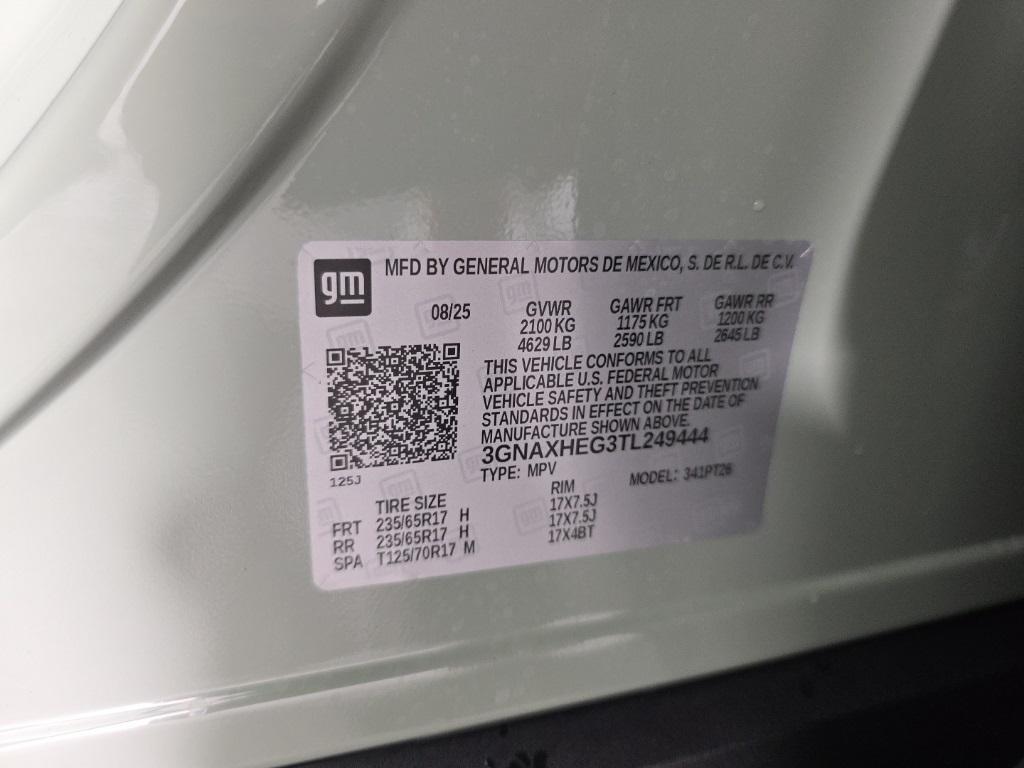 gm
MFD BY GENERAL MOTORS DE MEXICO, S. DE R.L. DE C.V.
08/25 GVWR GAWR FRT GAWR RR
2100 KG 1175 KG 1200 KG
4629 LB 2590 LB 2645 LB
THIS VEHICLE CONFORMS TO ALL
APPLICABLE U.S. FEDERAL MOTOR
VEHICLE SAFETY AND THEFT PREVENTION
STANDARDS IN EFFECT ON THE DATE OF
MANUFACTURE SHOWN ABOVE.
3GNAXHEG3TL249444
125J
TYPE: MPV MODEL: 341PT26
TIRE SIZE RIM
FRT 235/65R17 H 17X7.5J
RR 235/65R17 H 17X7.5J
SPA T125/70R17 M 17X4BT